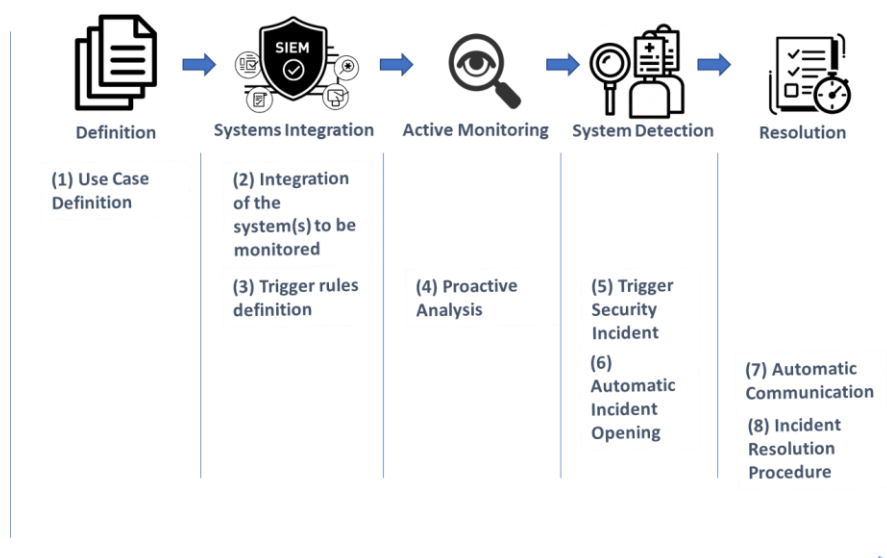 SIEM
Definition
Systems Integration
Active Monitoring
System Detection
Resolution
(1) Use Case
Definition
(2) Integration
of the
system(s) to be
monitored
(3) Trigger rules
definition
(4) Proactive
Analysis
(5) Trigger
Security
Incident
(6)
Automatic
Incident
Opening
(7) Automatic
Communication
(8) Incident
Resolution
Procedure